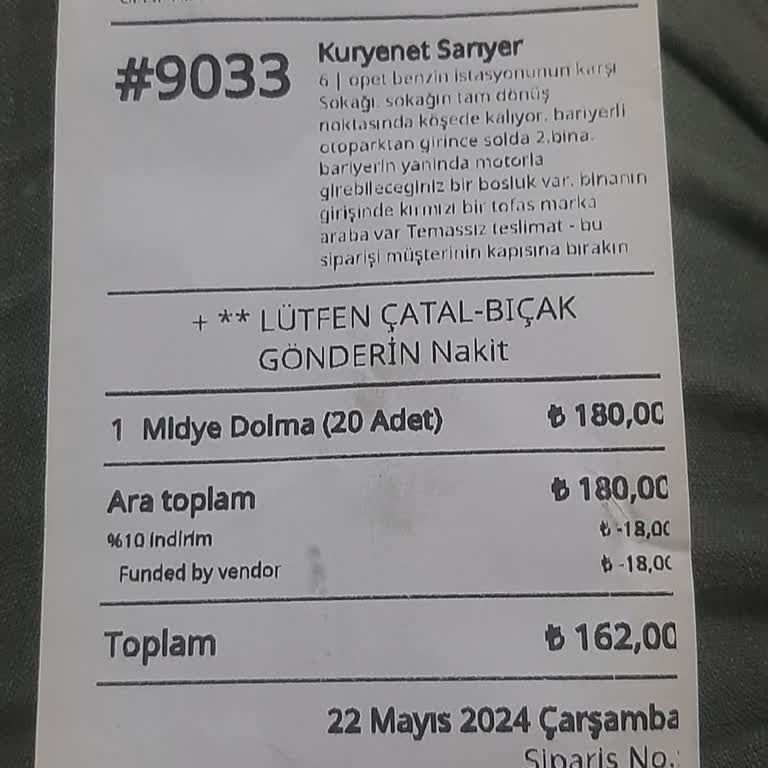 #9033
Kuryenet Sarıyer
6 | opet benzin istasyonunun karşı
Sokağı. sokağın tam dönüş
noktasında köşede kalıyor. bariyerli
otoparktan girince solda 2.bina.
bariyerin yanında motorla
girebileceginiz bir bosluk var. binanın
girişinde kırmızı bir tofas marka
araba var Temassız teslimat - bu
siparişi müşterinin kapısına bırakın
+ ** LÜTFEN ÇATAL-BIÇAK
GÖNDERİN Nakit
1 Midye Dolma (20 Adet) ₺ 180,00
Ara toplam ₺ 180,00
%10 indirim ₺ -18,00
Funded by vendor ₺ -18,00
Toplam ₺ 162,00
22 Mayıs 2024 Çarşamba
Sipariş No.: